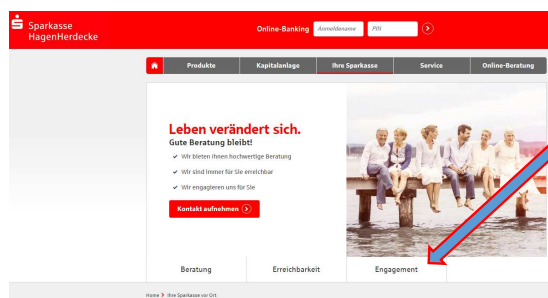 Sparkasse
HagenHerdecke
Online-Banking Anmeldename PIN
Produkte Kapitalanlage Ihre Sparkasse Service Online-Beratung
Leben verändert sich.
Gute Beratung bleibt!
Wir bieten Ihnen hochwertige Beratung
Wir sind immer für Sie erreichbar
Wir engagieren uns für Sie
Kontakt aufnehmen
Beratung Erreichbarkeit Engagement
Home Ihre Sparkasse vor Ort